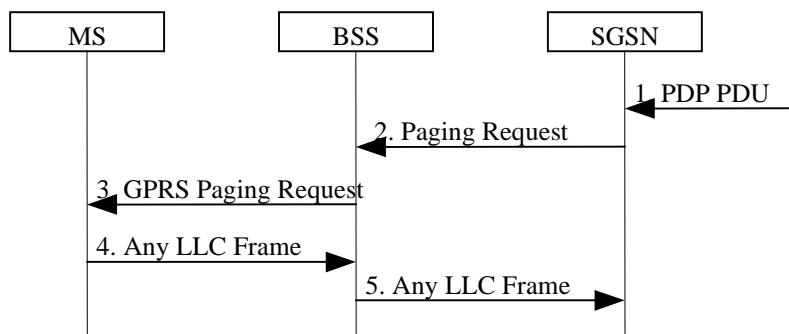 MS
BSS
SGSN
1. PDP PDU
2. Paging Request
3. GPRS Paging Request
4. Any LLC Frame
5. Any LLC Frame